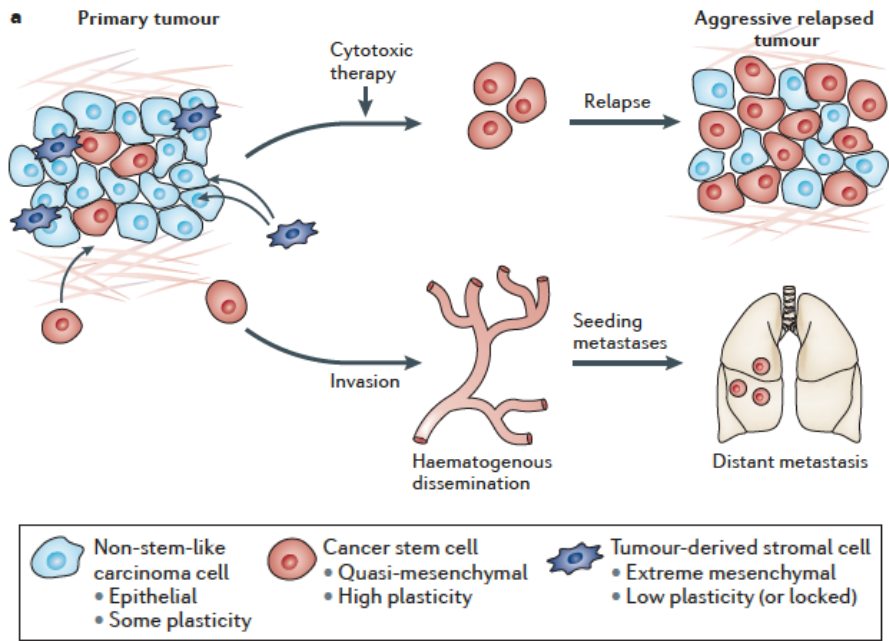 a
Primary tumour
Cytotoxic
therapy
Relapse
Aggressive relapsed
tumour
Invasion
Haematogenous
dissemination
Seeding
metastases
Distant metastasis
Non-stem-like
carcinoma cell
• Epithelial
• Some plasticity
Cancer stem cell
• Quasi-mesenchymal
• High plasticity
Tumour-derived stromal cell
• Extreme mesenchymal
• Low plasticity (or locked)